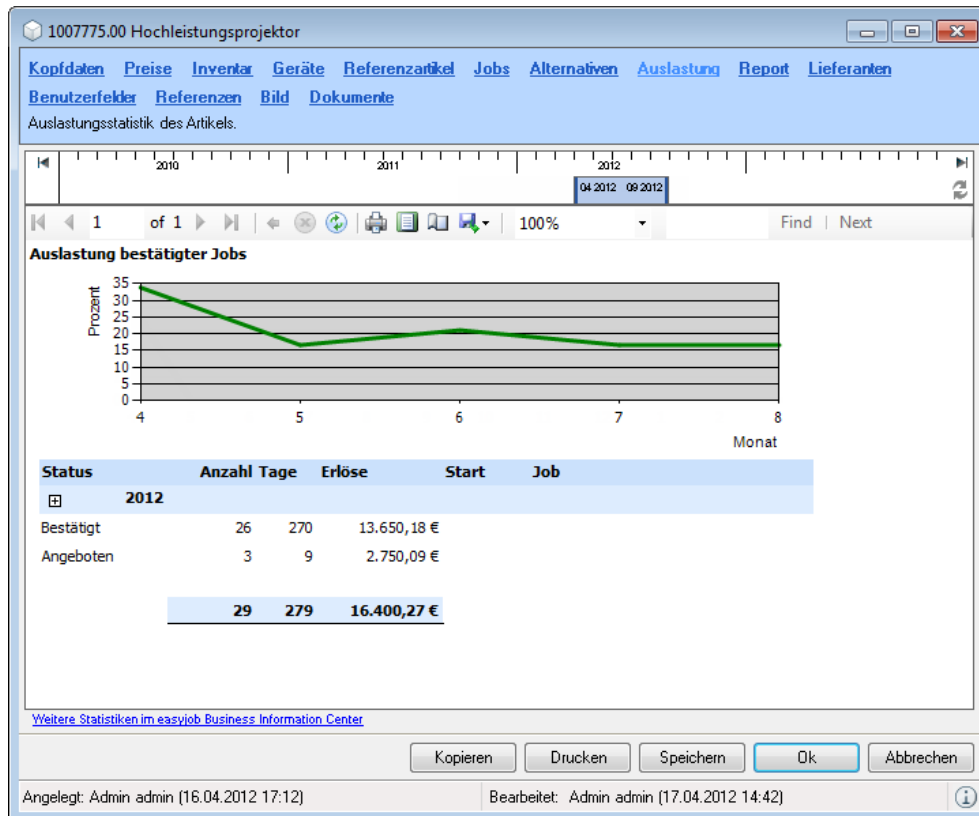 1007775.00 Hochleistungsprojektor
Kopfdaten Preise Inventar Geräte Referenzartikel Jobs Alternativen Auslastung Report Lieferanten
Benutzerfelder Referenzen Bild Dokumente
Auslastungsstatistik des Artikels.
2010 2011 2012
04 2012 09 2012
1 of 1 100% Find | Next
Auslastung bestätigter Jobs
Prozent
35
30
25
20
15
10
5
0
4 5 6 7 8
Monat
Status Anzahl Tage Erlöse Start Job
2012
Bestätigt 26 270 13.650,18 €
Angeboten 3 9 2.750,09 €
29 279 16.400,27 €
Weitere Statistiken im easyjob Business Information Center
Kopieren Drucken Speichern Ok Abbrechen
Angelegt: Admin admin (16.04.2012 17:12) Bearbeitet: Admin admin (17.04.2012 14:42)